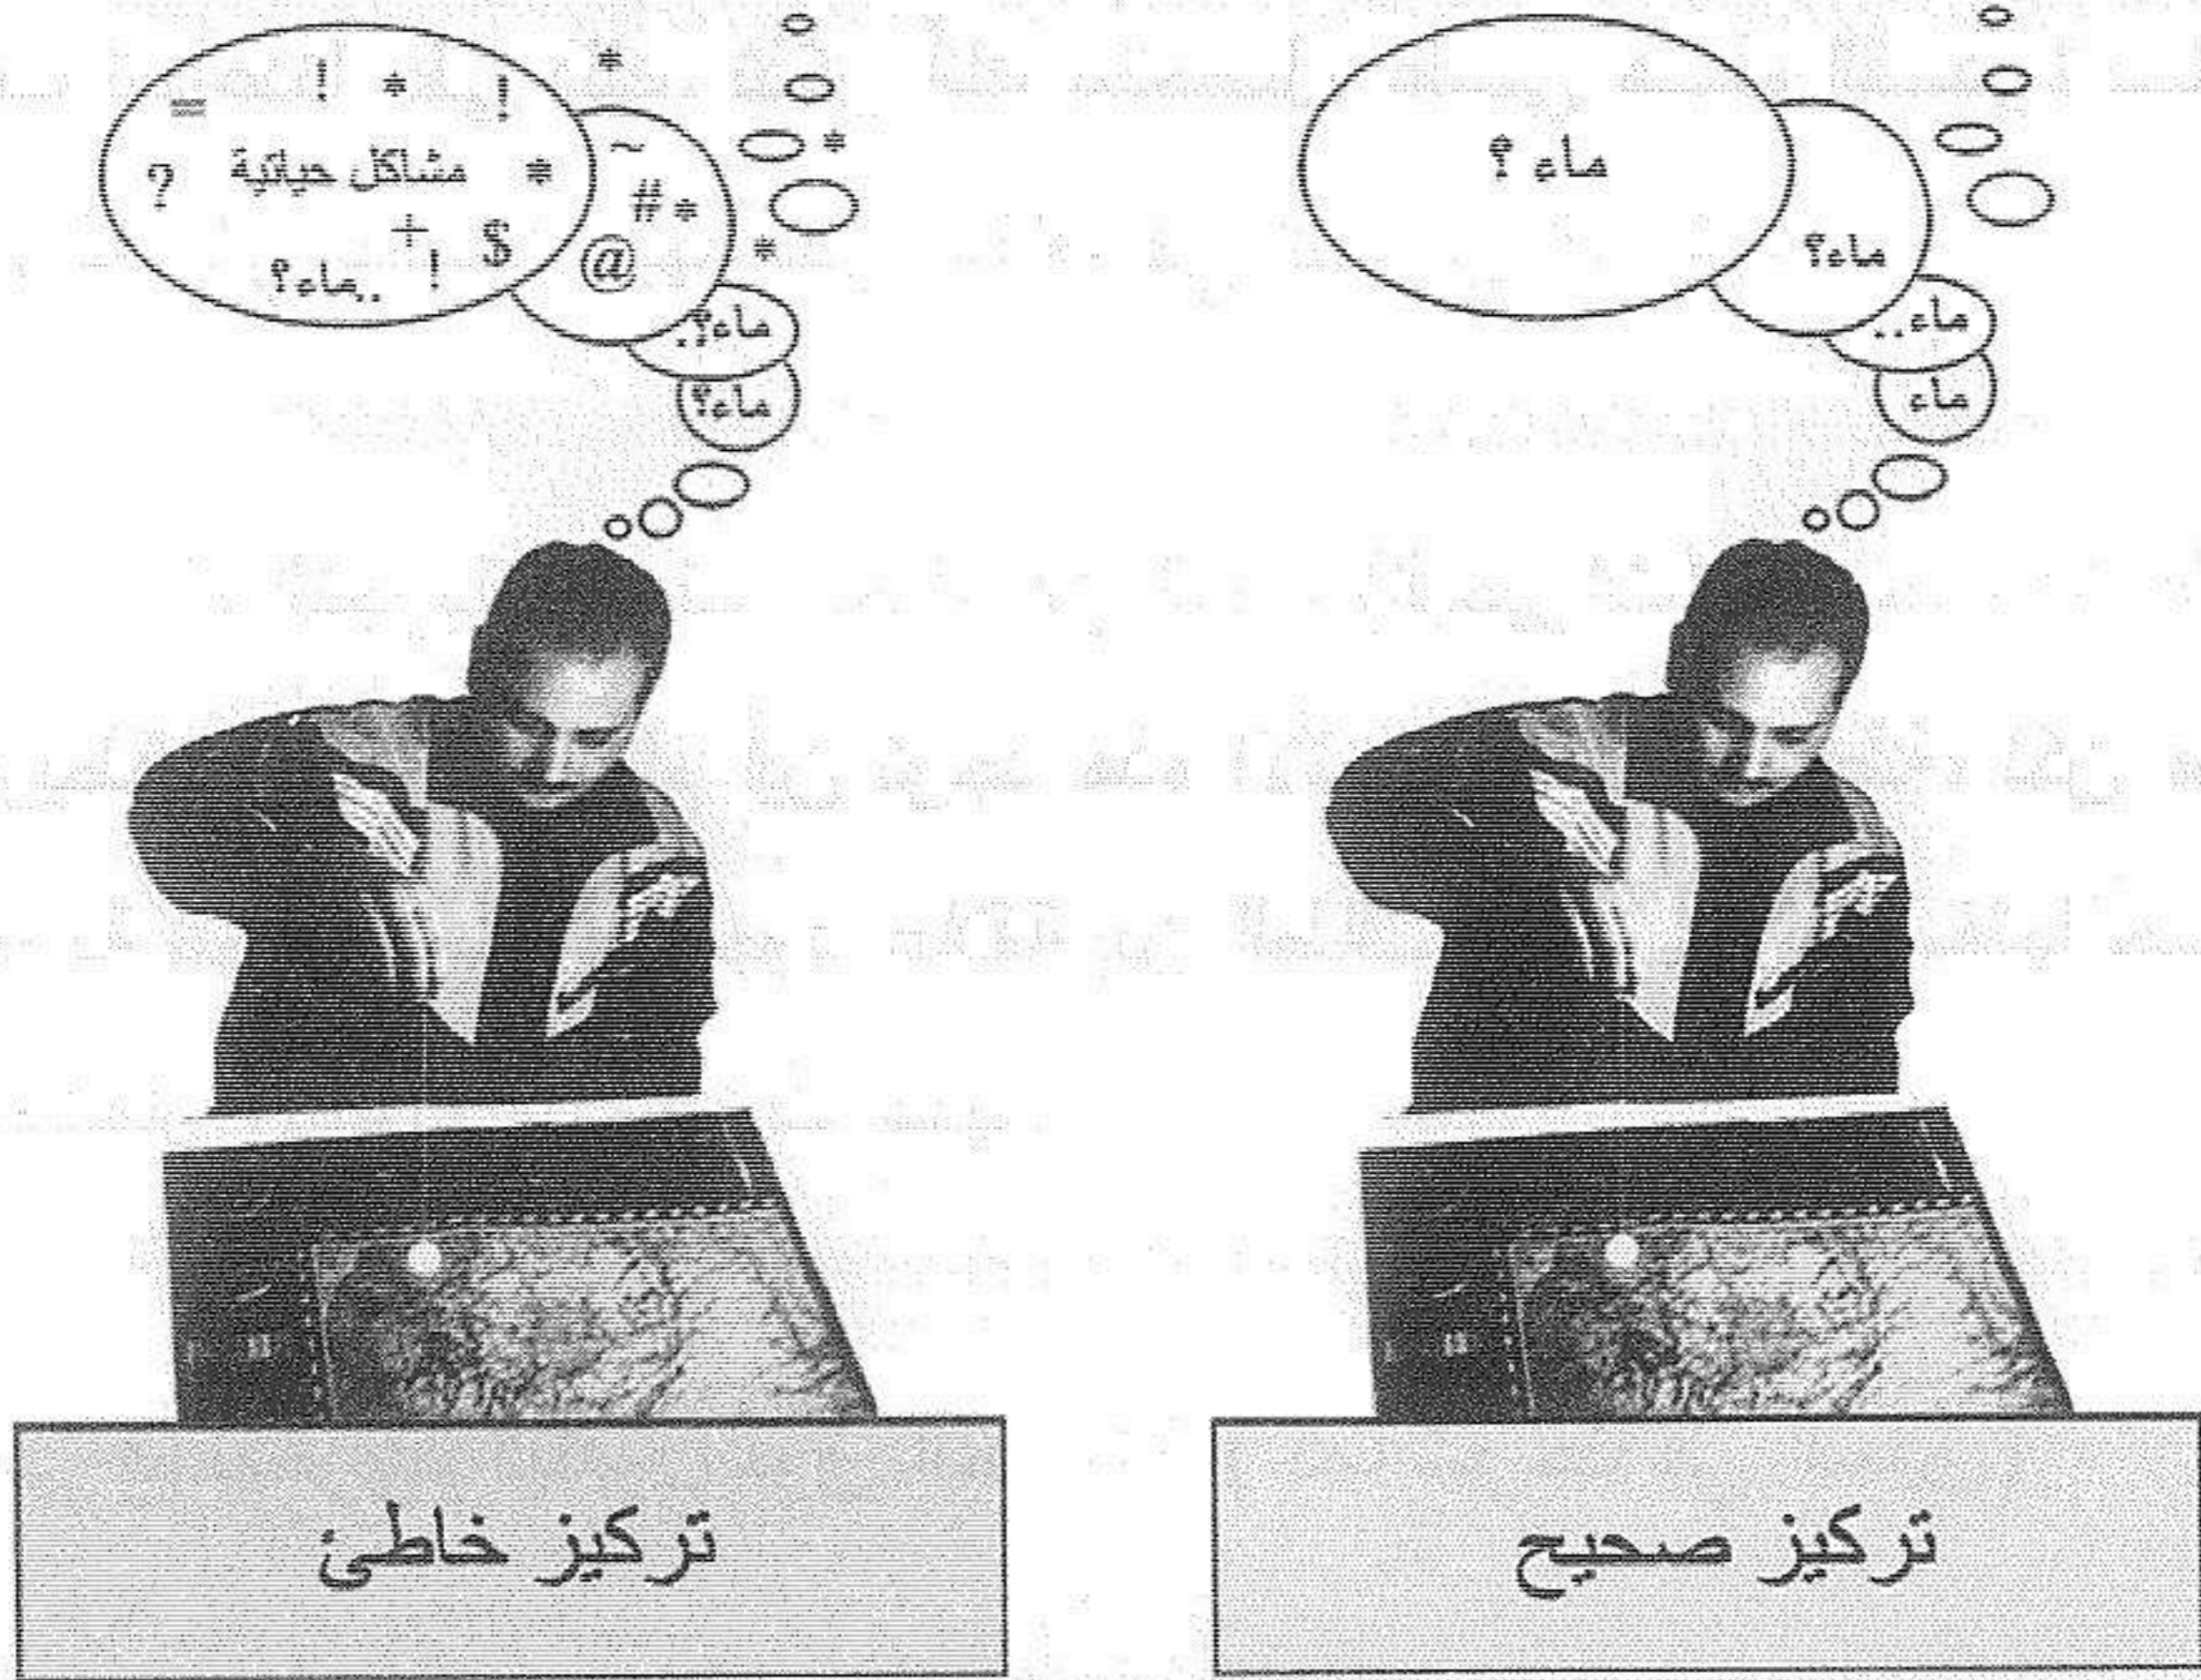 ماء ؟
ماء؟
ماء..
ماء
تركيز صحيح
! * !
=
? مشاكل حياتية *
+ $
..ماء؟ !
*
~
# *
@
*
*
ماء؟.
ماء؟
تركيز خاطئ